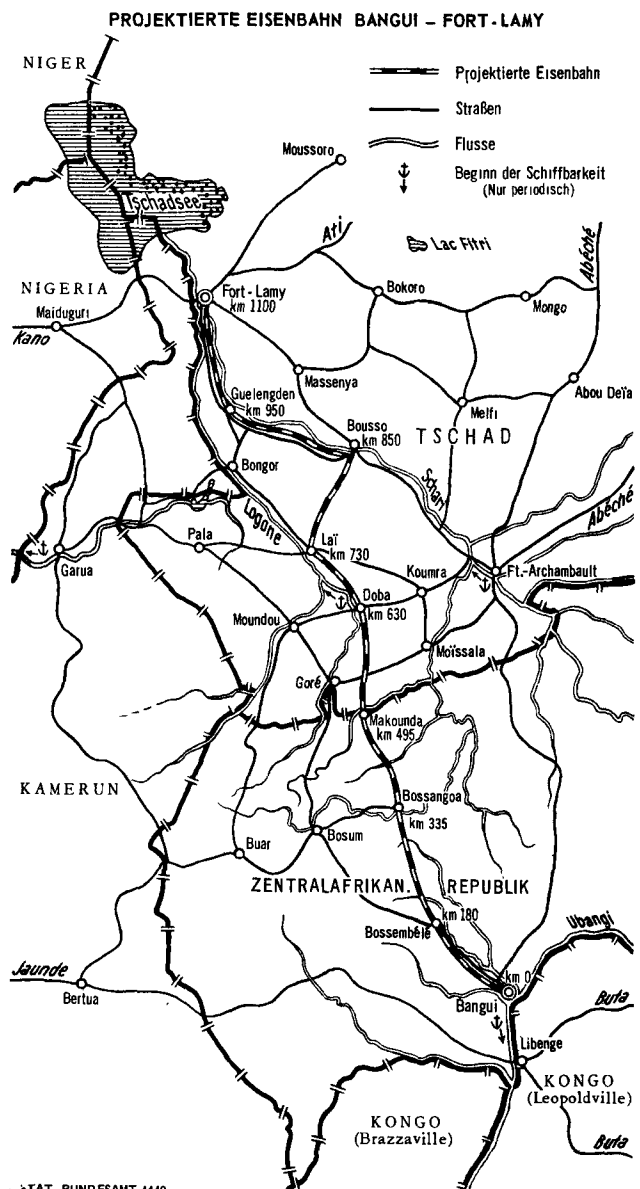 PROJEKTIERTE EISENBAHN BANGUI – FORT-LAMY
NIGER
Projektierte Eisenbahn
Straßen
Flusse
Beginn der Schiffbarkeit
(Nur periodisch)
Moussoro
Tschadsee
Ati
Lac Fitri
Abéché
NIGERIA
Fort-Lamy
km 1100
Bokoro
Mongo
Maiduguri
Kano
Massenya
Abou Deïa
Guelengden
km 950
Melfi
Bousso
km 850
TSCHAD
Bongor
Schari
Logone
Abéché
Pala
Laï
km 730
Garua
Koumra
Ft.-Archambault
Doba
km 630
Moundou
Moïssala
Goré
Makounda
km 495
KAMERUN
Bossangoa
km 335
Bosum
Buar
ZENTRALAFRIKAN. REPUBLIK
km 180
Bossembélé
Ubangi
km 0
Jaunde
Bertua
Bangui
Buta
Libenge
KONGO
(Leopoldville)
KONGO
(Brazzaville)
Buta
STAT. BUNDESAMT 4440